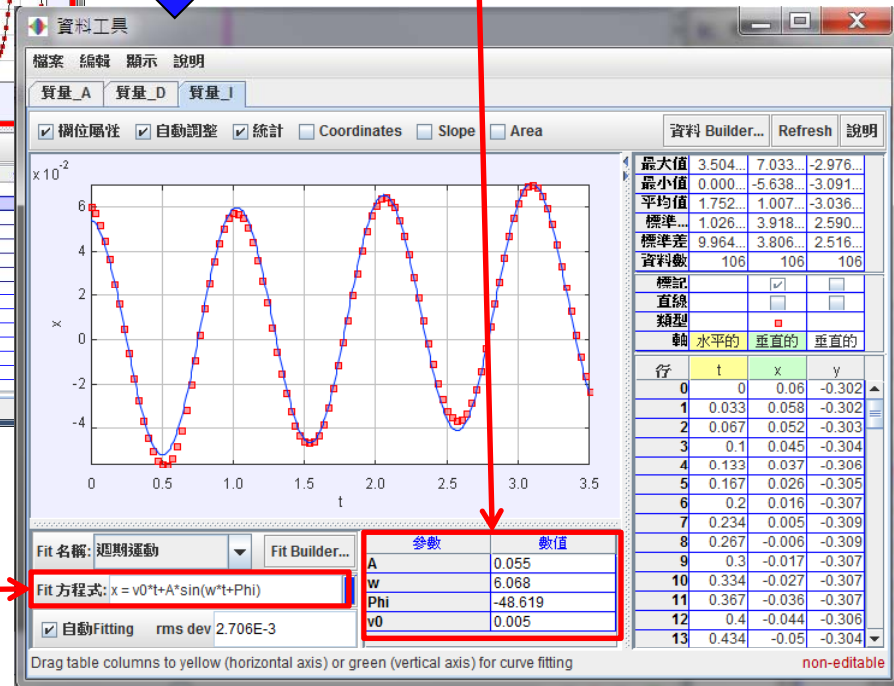 資料工具
檔案 編輯 顯示 說明
質量_A 質量_D 質量_I
欄位屬性 自動調整 統計 Coordinates Slope Area 資料 Builder... Refresh 說明
x 10^-2
6
4
2
0
-2
-4
x
0 0.5 1.0 1.5 2.0 2.5 3.0 3.5
t
最大值 3.504... 7.033... -2.976...
最小值 0.000... -5.638... -3.091...
平均值 1.752... 1.007... -3.036...
標準... 1.026... 3.918... 2.590...
標準差 9.964... 3.806... 2.516...
資料數 106 106 106
標記
直線
類型
軸 水平的 垂直的 垂直的
行 t x y
0 0 0.06 -0.302
1 0.033 0.058 -0.302
2 0.067 0.052 -0.303
3 0.1 0.045 -0.304
4 0.133 0.037 -0.306
5 0.167 0.026 -0.305
6 0.2 0.016 -0.307
7 0.234 0.005 -0.309
8 0.267 -0.006 -0.309
9 0.3 -0.017 -0.307
10 0.334 -0.027 -0.307
11 0.367 -0.036 -0.307
12 0.4 -0.044 -0.306
13 0.434 -0.05 -0.304
Fit 名稱: 週期運動 Fit Builder...
Fit 方程式: x = v0*t+A*sin(w*t+Phi)
自動Fitting rms dev 2.706E-3
參數 數值
A 0.055
w 6.068
Phi -48.619
v0 0.005
Drag table columns to yellow (horizontal axis) or green (vertical axis) for curve fitting non-editable